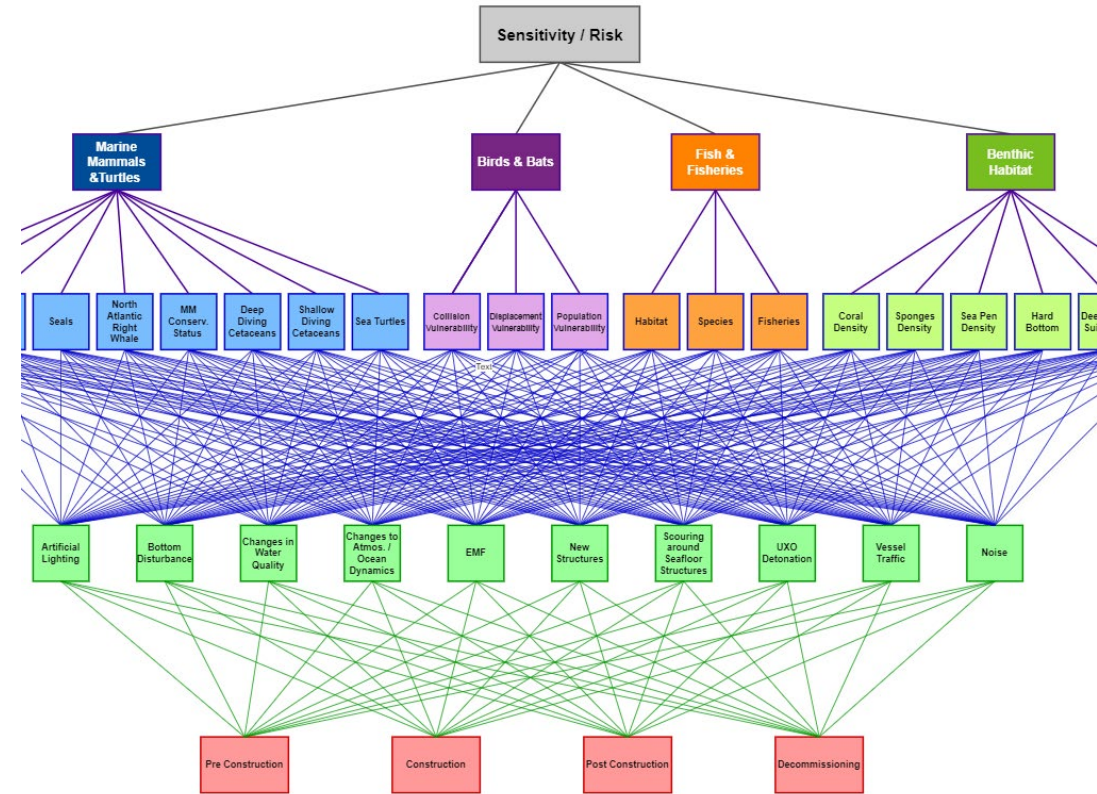 Sensitivity / Risk
Marine
Mammals
&Turtles
Birds & Bats
Fish &
Fisheries
Benthic
Habitat
Seals
North
Atlantic
Right
Whale
MM
Conserv.
Status
Deep
Diving
Cetaceans
Shallow
Diving
Cetaceans
Sea Turtles
Collision
Vulnerability
Displacement
Vulnerability
Population
Vulnerability
Habitat
Species
Fisheries
Coral
Density
Sponges
Density
Sea Pen
Density
Hard
Bottom
Text
Artificial
Lighting
Bottom
Disturbance
Changes in
Water
Quality
Changes to
Atmos. /
Ocean
Dynamics
EMF
New
Structures
Scouring
around
Seafloor
Structures
UXO
Detonation
Vessel
Traffic
Noise
Pre Construction
Construction
Post Construction
Decommissioning